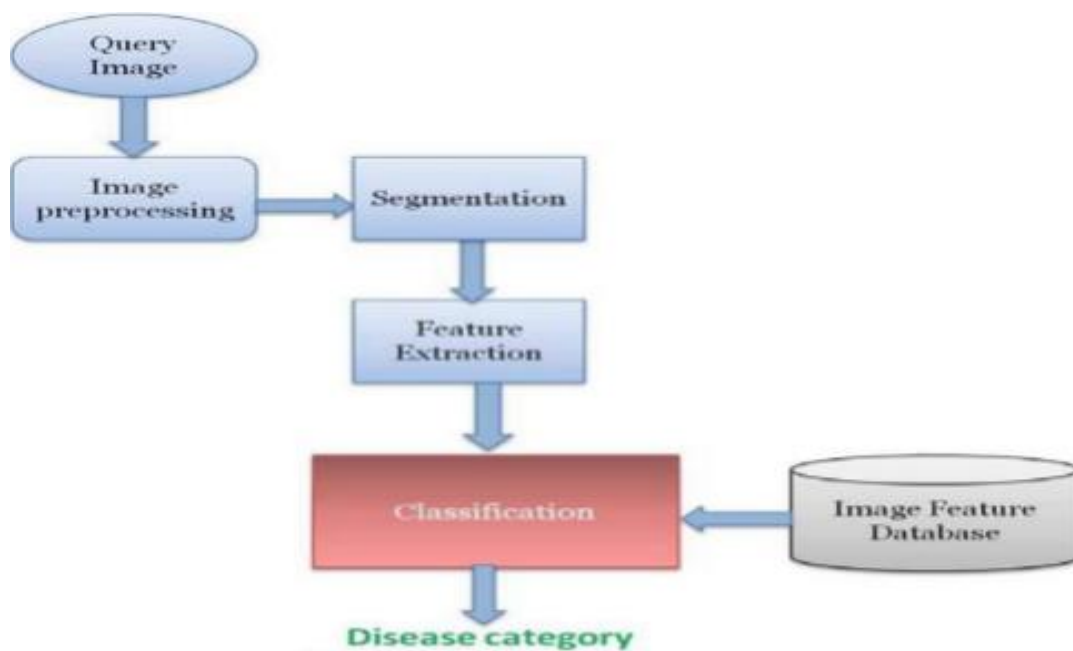 Query
Image
Image
preprocessing
Segmentation
Feature
Extraction
Classification
Image Feature
Database
Disease category